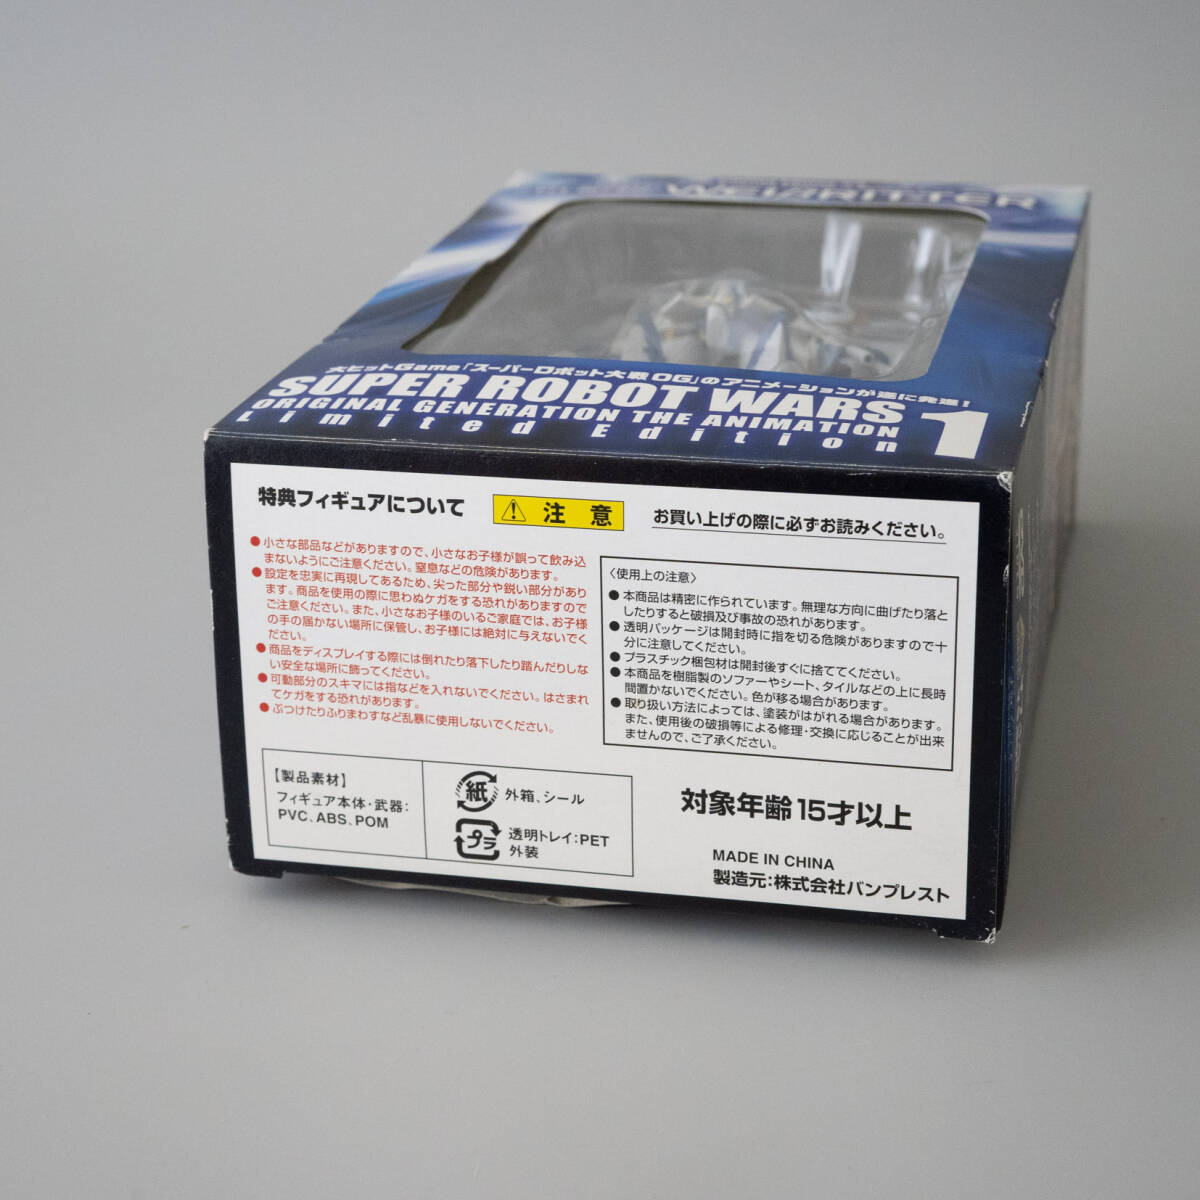 WEIβRITTER
大ヒットGame「スーパーロボット大戦OG」のアニメーションが遂に発進!
SUPER ROBOT WARS
ORIGINAL GENERATION THE ANIMATION
Limited Edition
1
特典フィギュアについて
注 意
お買い上げの際に必ずお読みください。
●小さな部品などがありますので、小さなお子様が誤って飲み込
まないようにご注意ください。窒息などの危険があります。
●設定を忠実に再現してあるため、尖った部分や鋭い部分があり
ます。商品を使用の際に思わぬケガをする恐れがありますので
ご注意ください。また、小さなお子様のいるご家庭では、お子様
の手の届かない場所に保管し、お子様には絶対に与えないでく
ださい。
●商品をディスプレイする際には倒れたり落下したり踏んだりしな
い安全な場所に飾ってください。
●可動部分のスキマには指などを入れないでください。はさまれ
てケガをする恐れがあります。
●ぶつけたりふりまわすなど乱暴に使用しないでください。
〈使用上の注意〉
●本商品は精密に作られています。無理な方向に曲げたり落と
したりすると破損及び事故の恐れがあります。
●透明パッケージは開封時に指を切る危険がありますので十
分に注意してください。
●プラスチック梱包材は開封後すぐに捨ててください。
●本商品を樹脂製のソファーやシート、タイルなどの上に長時
間置かないでください。色が移る場合があります。
●取り扱い方法によっては、塗装がはがれる場合があります。
また、使用後の破損等による修理・交換に応じることが出来
ませんので、ご了承ください。
【製品素材】
フィギュア本体・武器:
PVC、ABS、POM
紙
外箱、シール
プラ
透明トレイ:PET
外装
対象年齢15才以上
MADE IN CHINA
製造元:株式会社バンプレスト